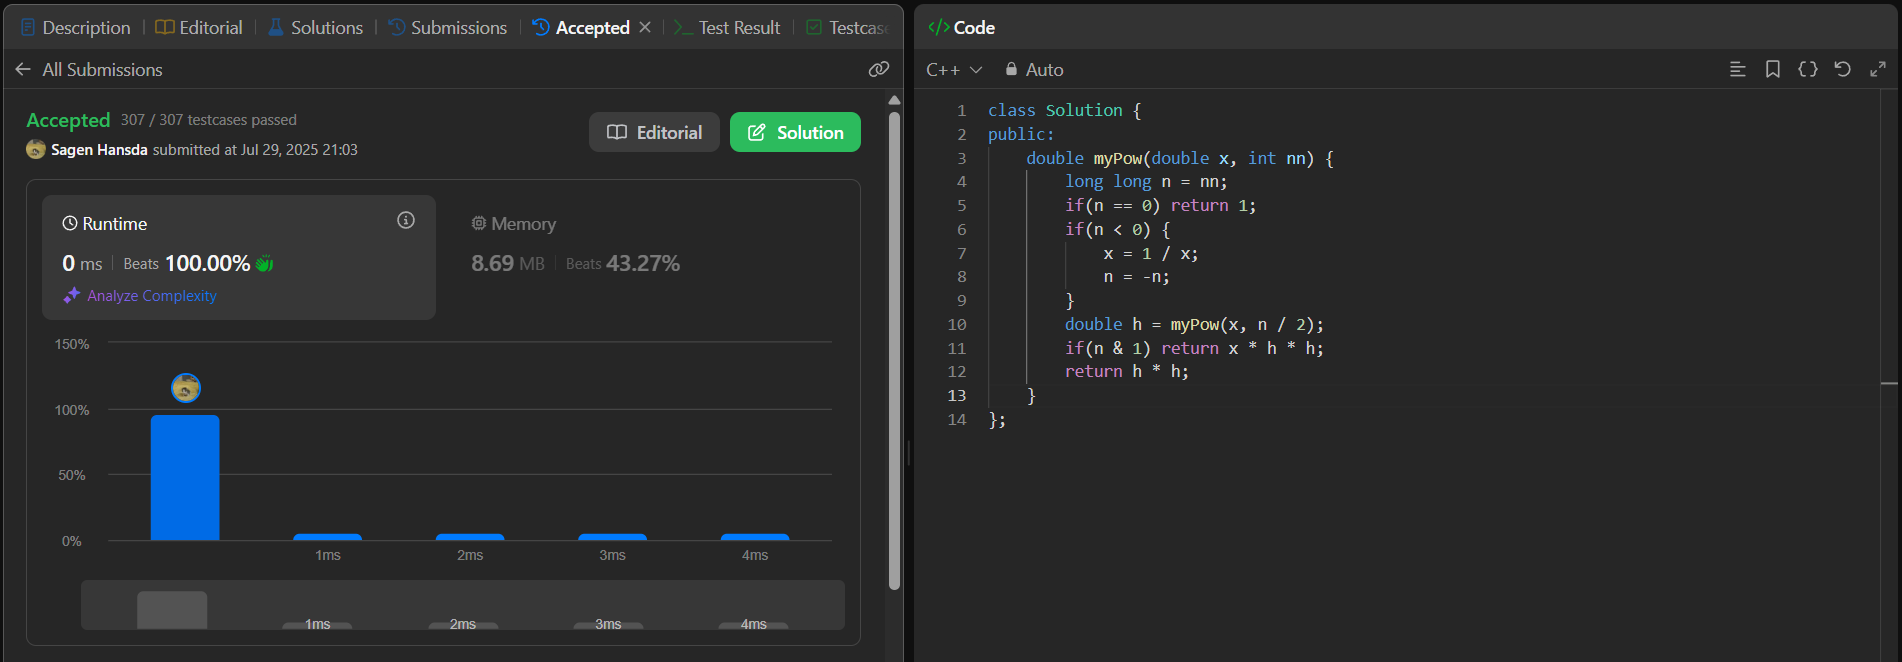 Description | Editorial | Solutions | Submissions | Accepted | Test Result | Testcase
All Submissions
Accepted 307 / 307 testcases passed
Sagen Hansda submitted at Jul 29, 2025 21:03
Editorial
Solution
Runtime
0 ms | Beats 100.00%
Analyze Complexity
Memory
8.69 MB | Beats 43.27%
150%
100%
50%
0%
1ms 2ms 3ms 4ms
1ms 2ms 3ms 4ms
</> Code
C++ Auto
1 class Solution {
2 public:
3     double myPow(double x, int nn) {
4         long long n = nn;
5         if(n == 0) return 1;
6         if(n < 0) {
7             x = 1 / x;
8             n = -n;
9         }
10         double h = myPow(x, n / 2);
11         if(n & 1) return x * h * h;
12         return h * h;
13     }
14 };